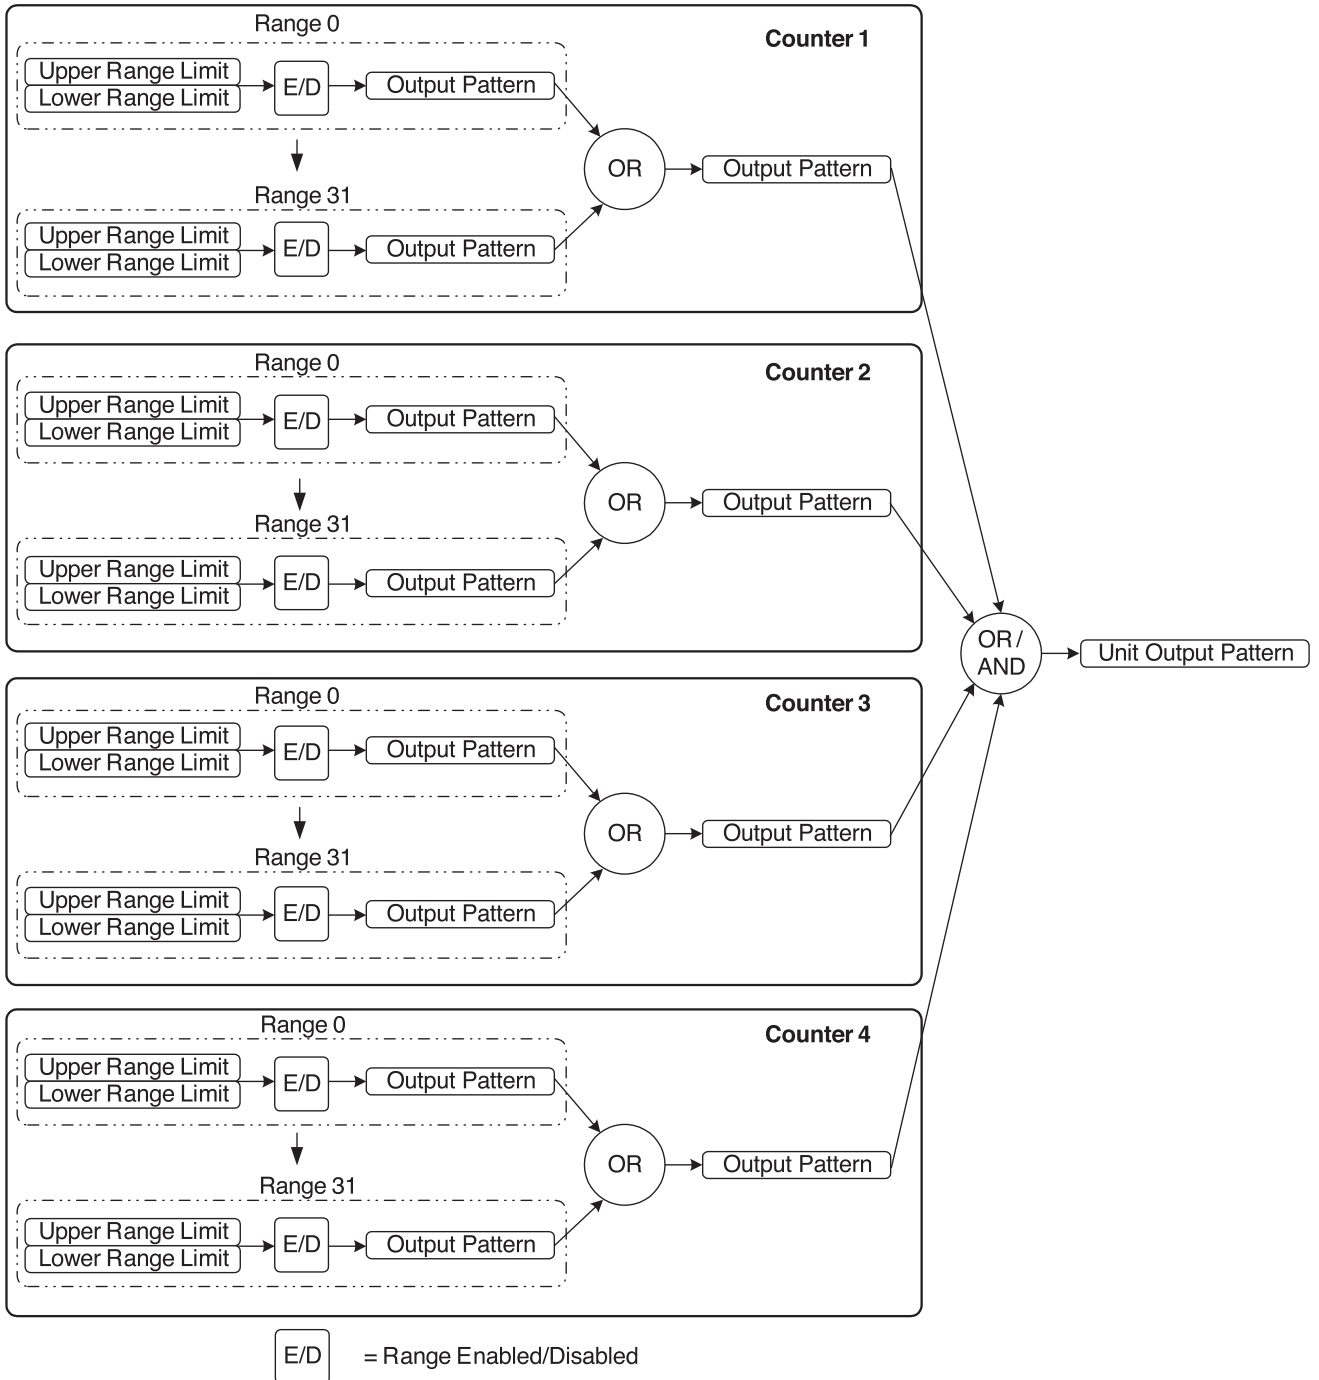 Range 0
Counter 1
Upper Range Limit
Lower Range Limit
E/D
Output Pattern
OR
Output Pattern
Range 31
Upper Range Limit
Lower Range Limit
E/D
Output Pattern
Range 0
Counter 2
Upper Range Limit
Lower Range Limit
E/D
Output Pattern
OR
Output Pattern
Range 31
Upper Range Limit
Lower Range Limit
E/D
Output Pattern
OR /
AND
Unit Output Pattern
Range 0
Counter 3
Upper Range Limit
Lower Range Limit
E/D
Output Pattern
OR
Output Pattern
Range 31
Upper Range Limit
Lower Range Limit
E/D
Output Pattern
Range 0
Counter 4
Upper Range Limit
Lower Range Limit
E/D
Output Pattern
OR
Output Pattern
Range 31
Upper Range Limit
Lower Range Limit
E/D
Output Pattern
E/D = Range Enabled/Disabled